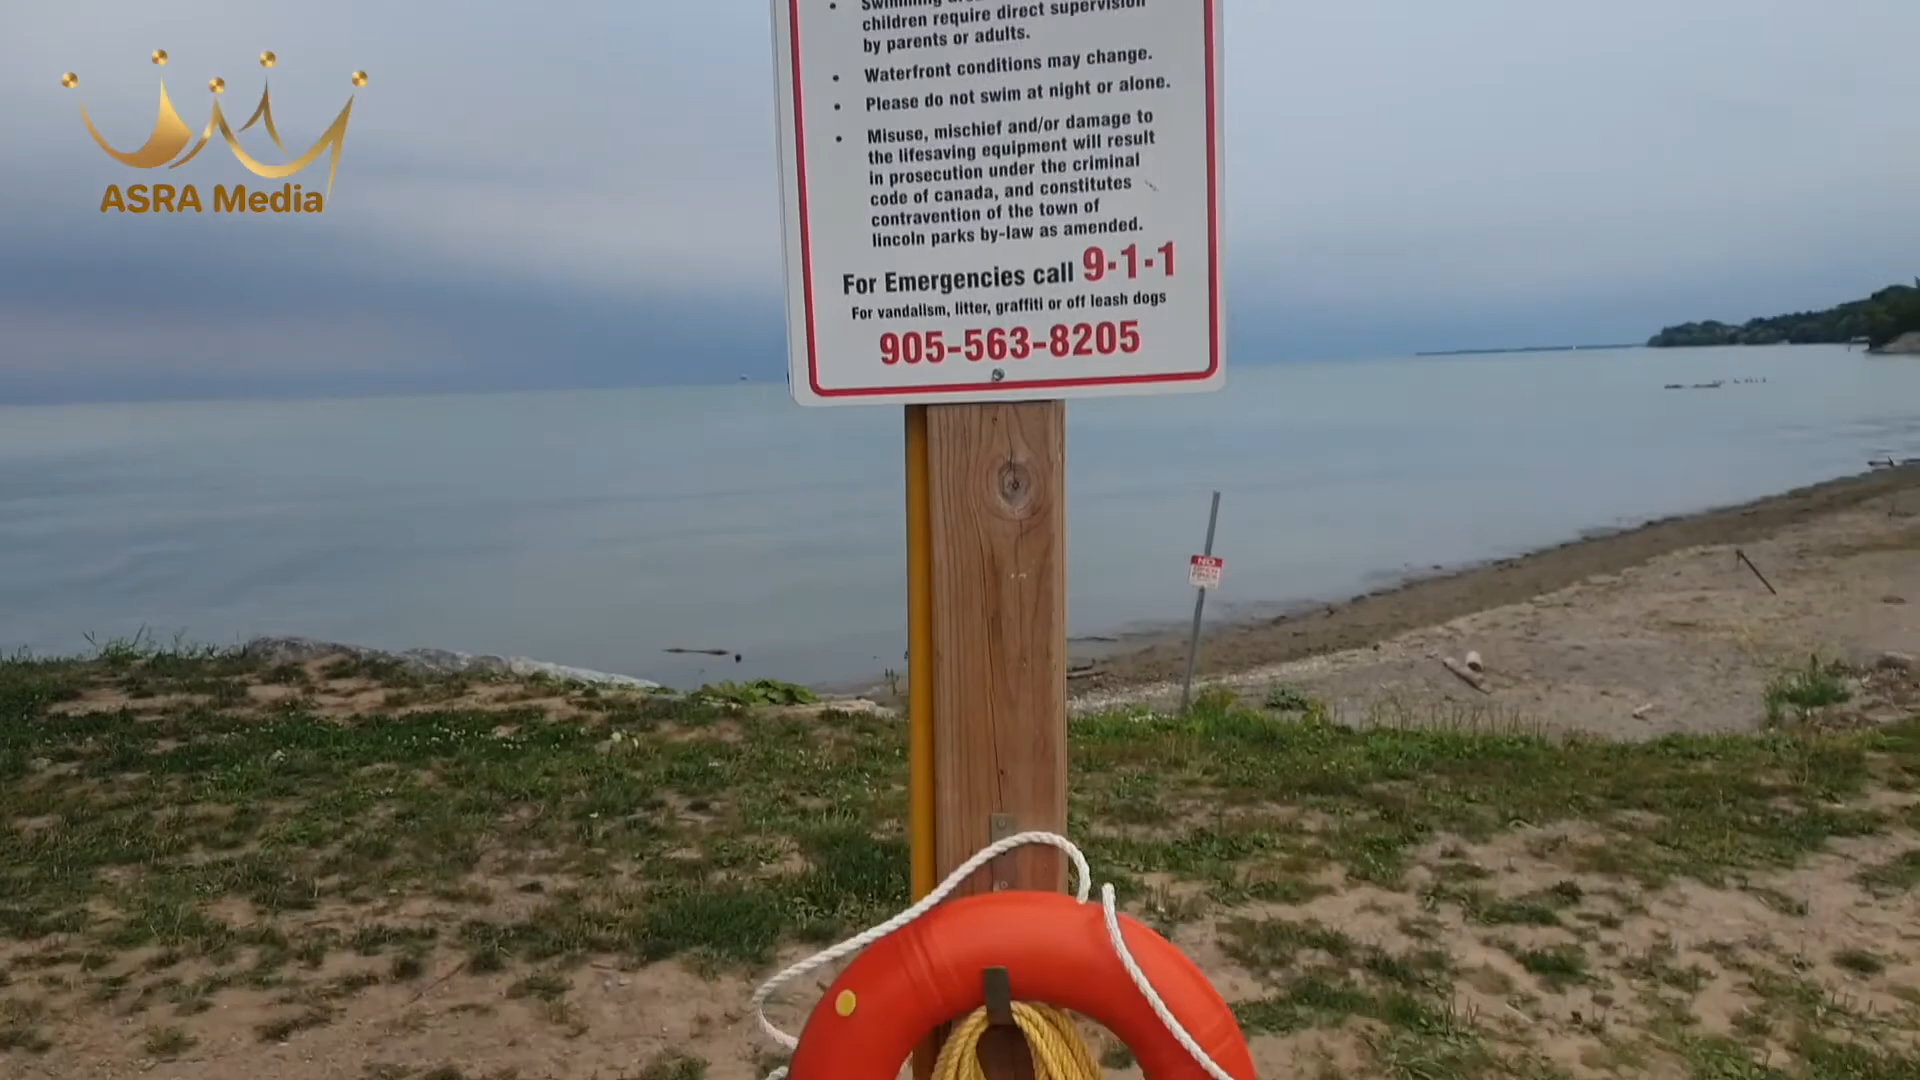 ASRA Media
children require direct supervision
by parents or adults.
• Waterfront conditions may change.
• Please do not swim at night or alone.
• Misuse, mischief and/or damage to
the lifesaving equipment will result
in prosecution under the criminal
code of canada, and constitutes
contravention of the town of
lincoln parks by-law as amended.
For Emergencies call 9-1-1
For vandalism, litter, graffiti or off leash dogs
905-563-8205
NO
OPEN